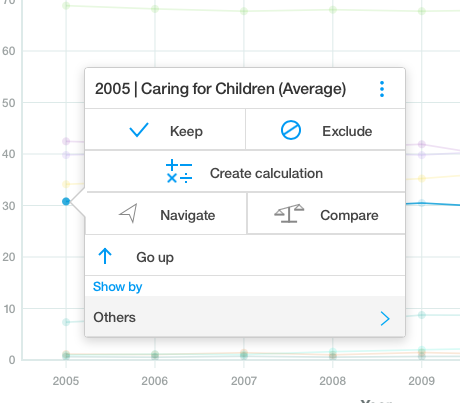 70
60
50
40
30
20
10
0
2005 | Caring for Children (Average)
Keep
Exclude
Create calculation
Navigate
Compare
Go up
Show by
Others
2005
2006
2007
2008
2009